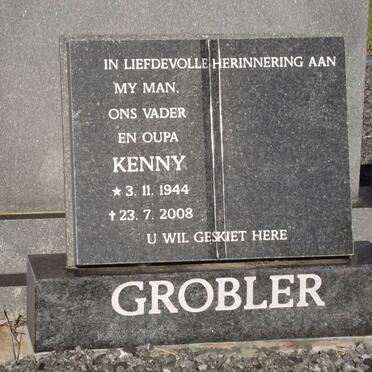 IN LIEFDEVOLLE HERINNERING AAN
MY MAN,
ONS VADER
EN OUPA
KENNY
★ 3. 11. 1944
✝ 23. 7. 2008
U WIL GESKIET HERE
GROBLER